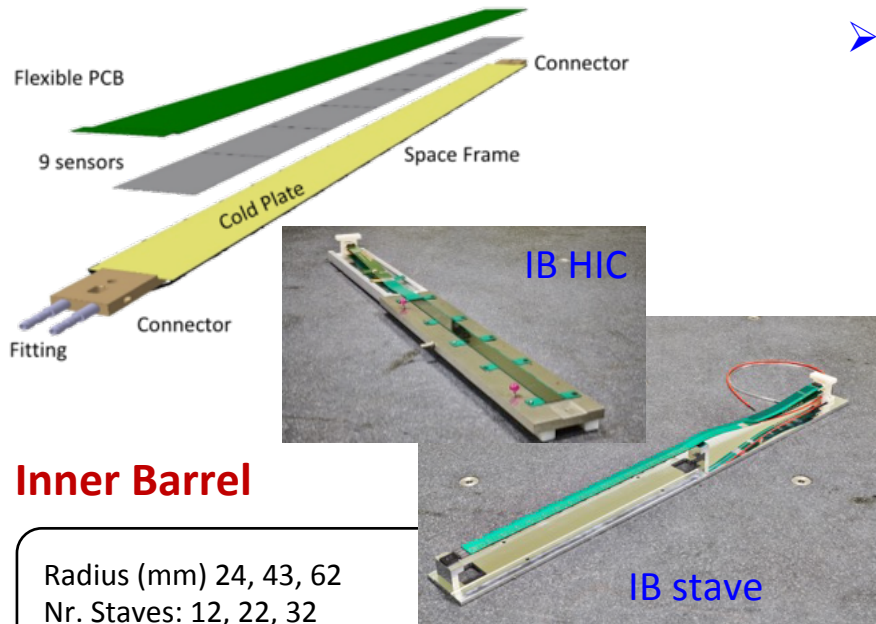 Flexible PCB
Connector
9 sensors
Space Frame
Cold Plate
Connector
Fitting
IB HIC
Inner Barrel
Radius (mm) 24, 43, 62
Nr. Staves: 12, 22, 32
IB stave